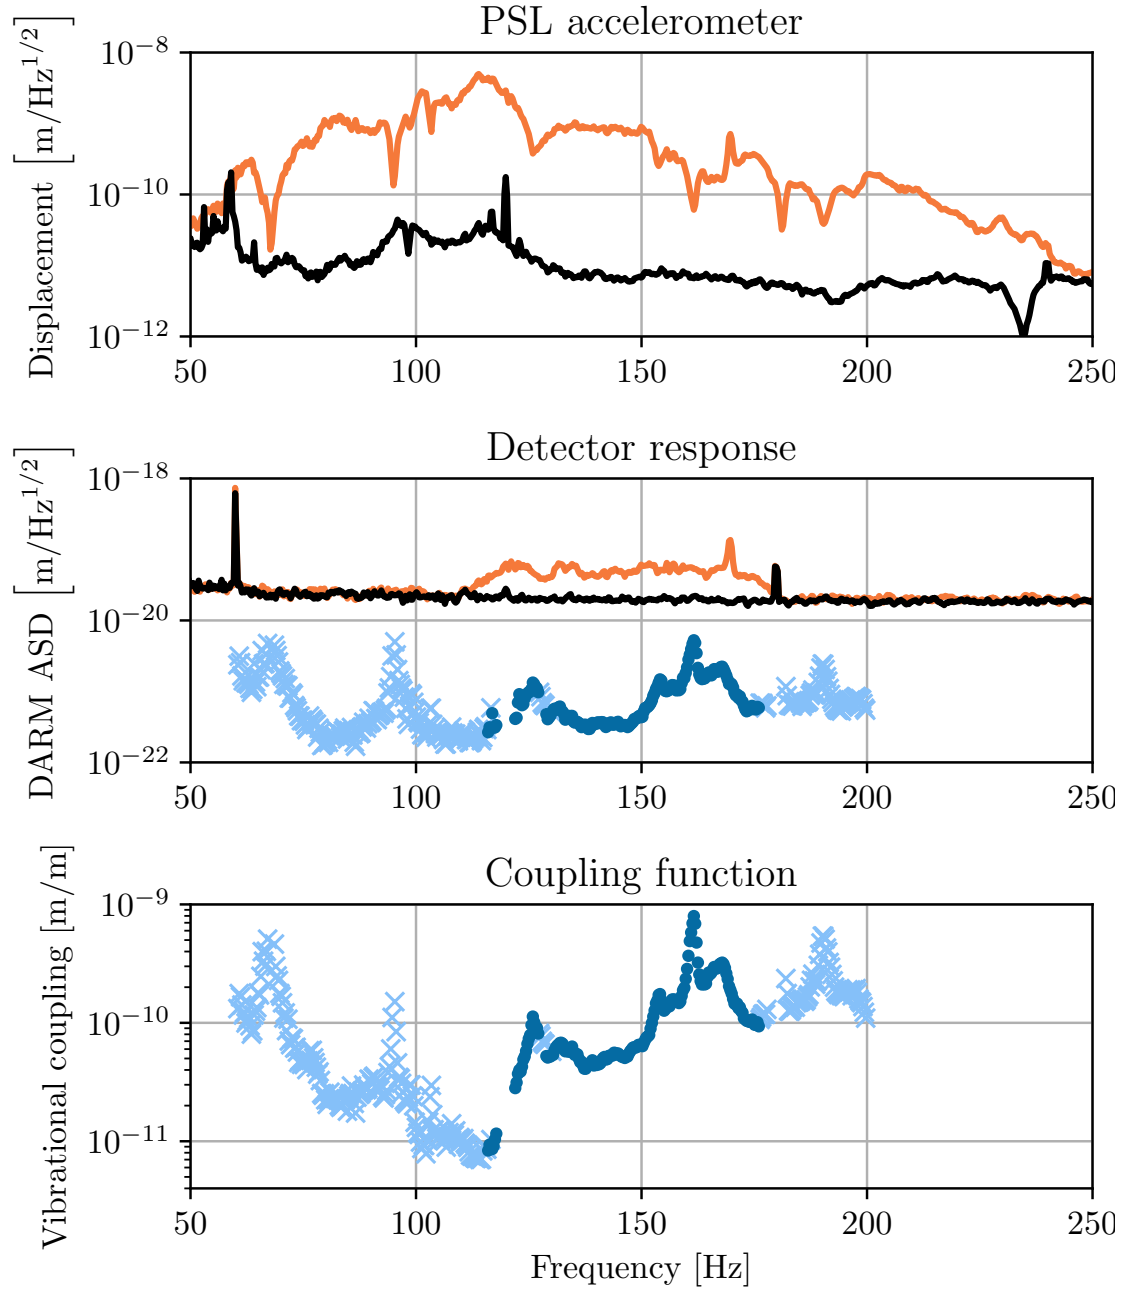 PSL accelerometer
Displacement [m/Hz^{1/2}]
10^{−8}
10^{−10}
10^{−12}
50 100 150 200 250
Detector response
DARM ASD [m/Hz^{1/2}]
10^{−18}
10^{−20}
10^{−22}
50 100 150 200 250
Coupling function
Vibrational coupling [m/m]
10^{−9}
10^{−10}
10^{−11}
50 100 150 200 250
Frequency [Hz]